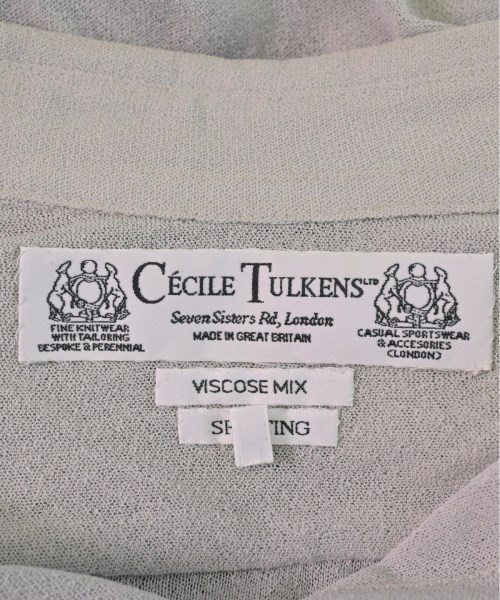 CÉCILE TULKENS LTD
Seven Sisters Rd, London
MADE IN GREAT BRITAIN
FINE KNITWEAR
WITH TAILORING
BESPOKE & PERENNIAL
CASUAL SPORTSWEAR
& ACCESORIES
(LONDON)
VISCOSE MIX